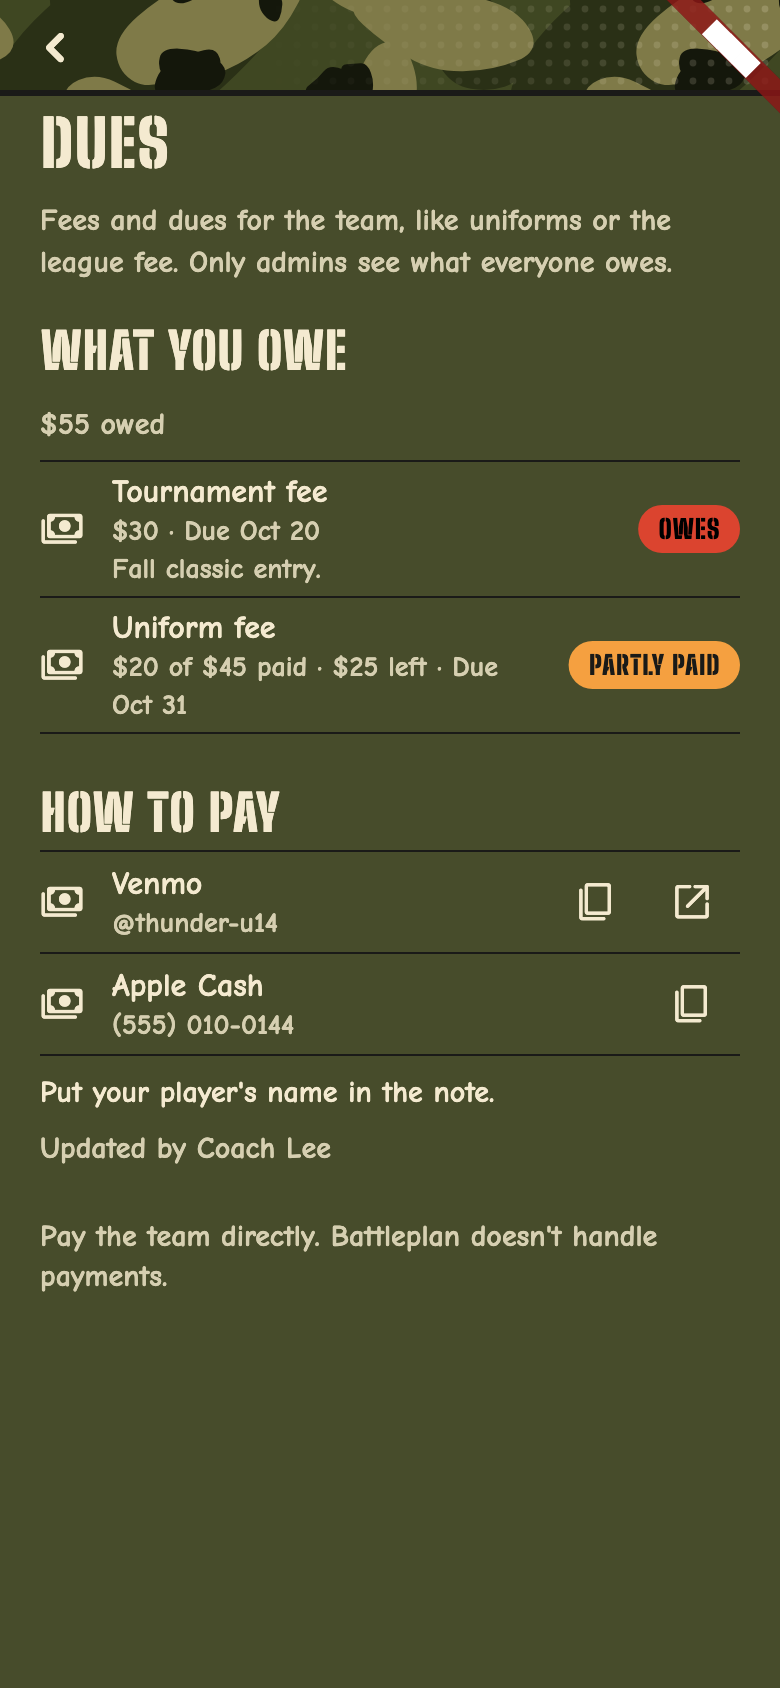 DUES
Fees and dues for the team, like uniforms or the
league fee. Only admins see what everyone owes.
WHAT YOU OWE
$55 owed
Tournament fee
$30 · Due Oct 20
Fall classic entry.
OWES
Uniform fee
$20 of $45 paid · $25 left · Due
Oct 31
PARTLY PAID
HOW TO PAY
Venmo
@thunder-u14
Apple Cash
(555) 010-0144
Put your player's name in the note.
Updated by Coach Lee
Pay the team directly. Battleplan doesn't handle
payments.